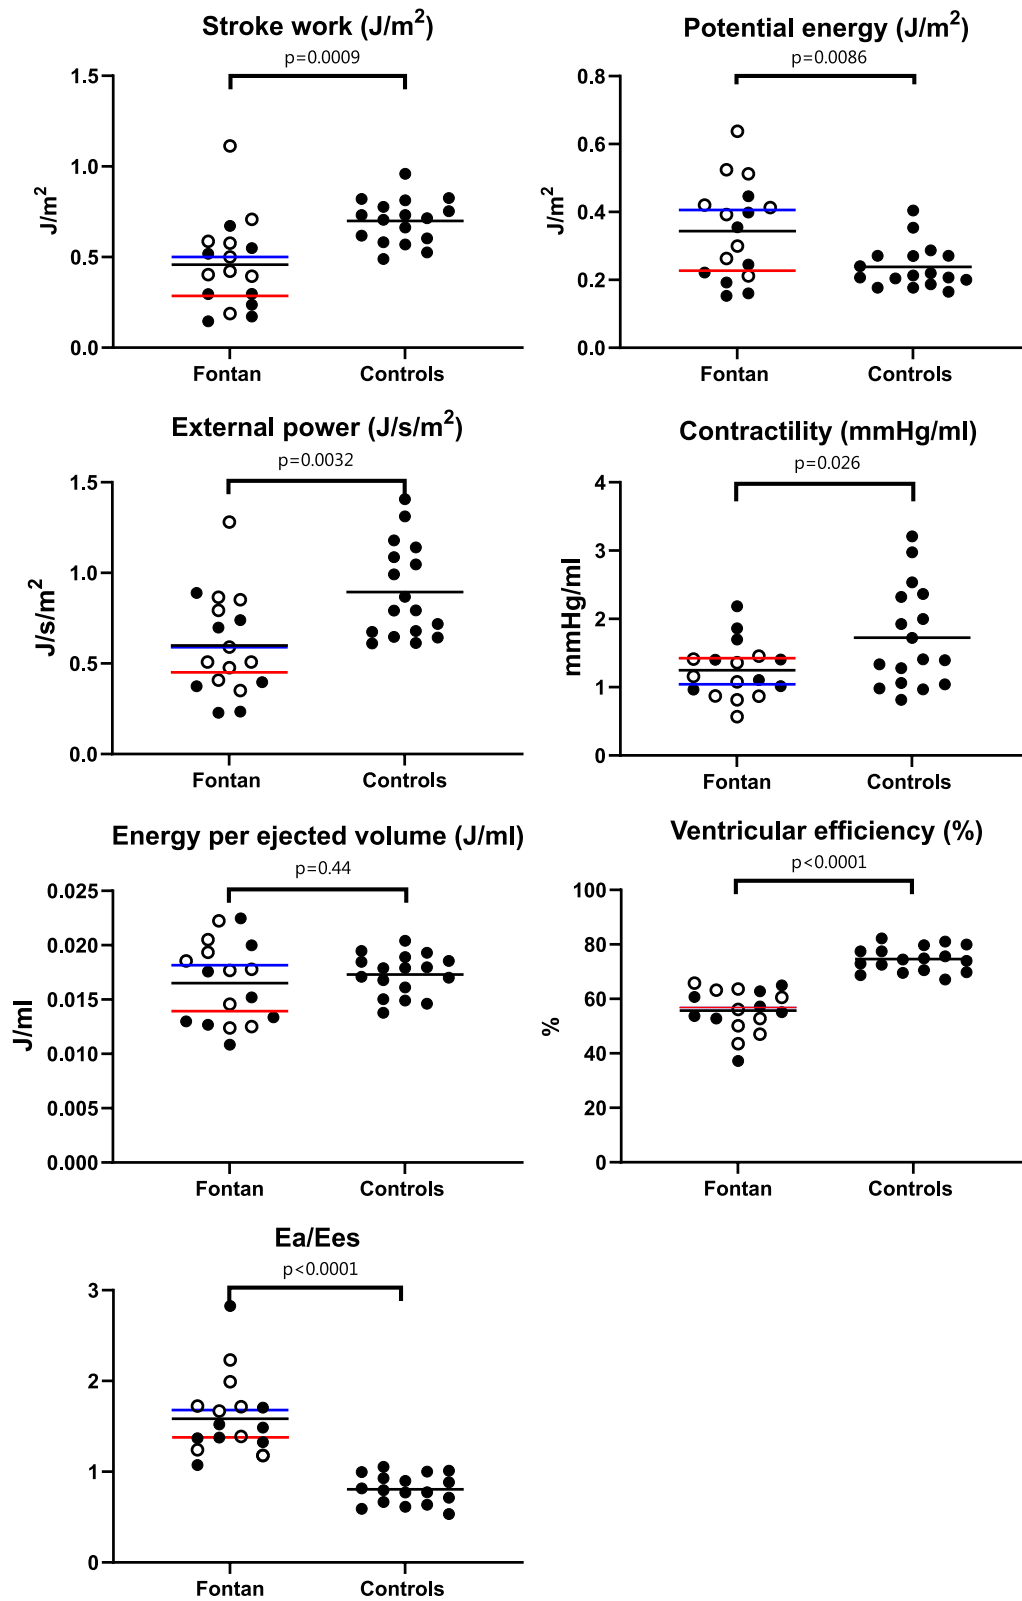 Stroke work (J/m²)
p=0.0009
1.5
1.0
0.5
0.0
J/m²
Fontan
Controls
Potential energy (J/m²)
p=0.0086
0.8
0.6
0.4
0.2
0.0
J/m²
Fontan
Controls
External power (J/s/m²)
p=0.0032
1.5
1.0
0.5
0.0
J/s/m²
Fontan
Controls
Contractility (mmHg/ml)
p=0.026
4
3
2
1
0
mmHg/ml
Fontan
Controls
Energy per ejected volume (J/ml)
p=0.44
0.025
0.020
0.015
0.010
0.005
0.000
J/ml
Fontan
Controls
Ventricular efficiency (%)
p<0.0001
100
80
60
40
20
0
%
Fontan
Controls
Ea/Ees
p<0.0001
3
2
1
0
Fontan
Controls